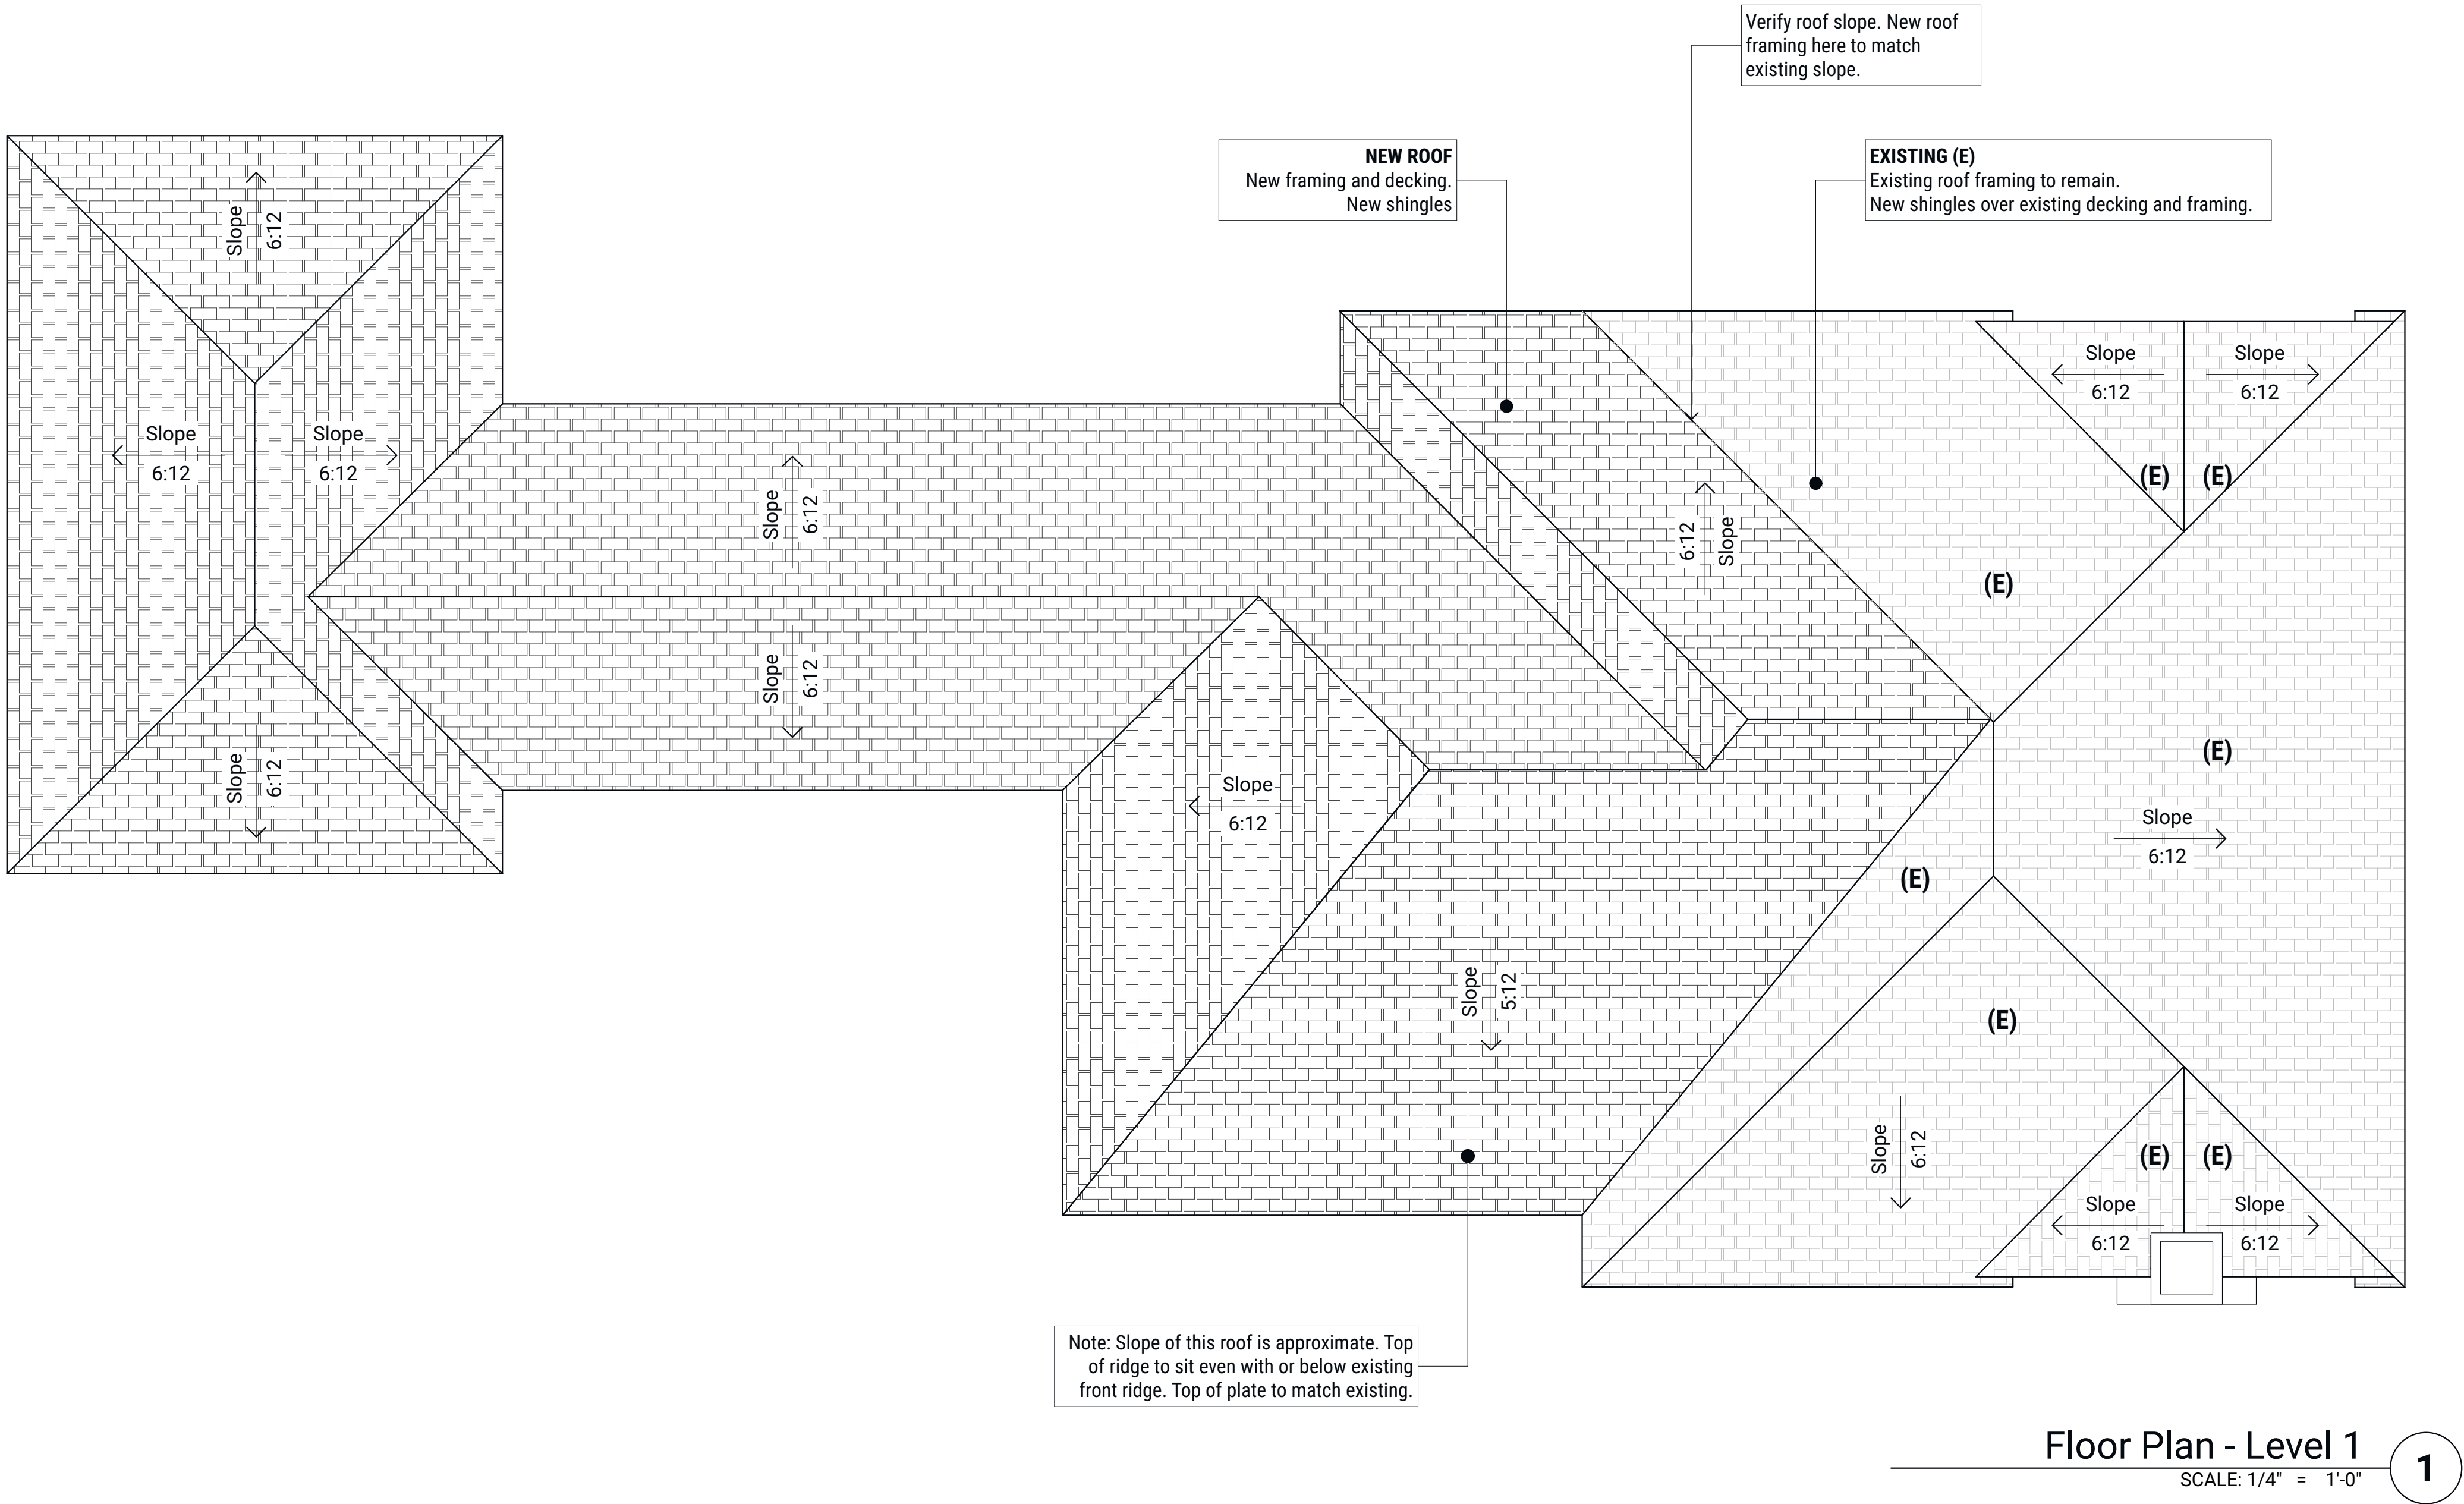 Verify roof slope. New roof
framing here to match
existing slope.
NEW ROOF
New framing and decking.
New shingles
EXISTING (E)
Existing roof framing to remain.
New shingles over existing decking and framing.
Slope
6:12
Slope
6:12
Slope
6:12
Slope
6:12
Slope
6:12
(E)
(E)
Slope
6:12
6:12
Slope
(E)
Slope
6:12
Slope
6:12
Slope
6:12
(E)
Slope
6:12
(E)
Slope
5:12
(E)
Slope
6:12
(E)
(E)
Slope
6:12
Slope
6:12
Note: Slope of this roof is approximate. Top
of ridge to sit even with or below existing
front ridge. Top of plate to match existing.
Floor Plan - Level 1
SCALE: 1/4" = 1'-0"
1